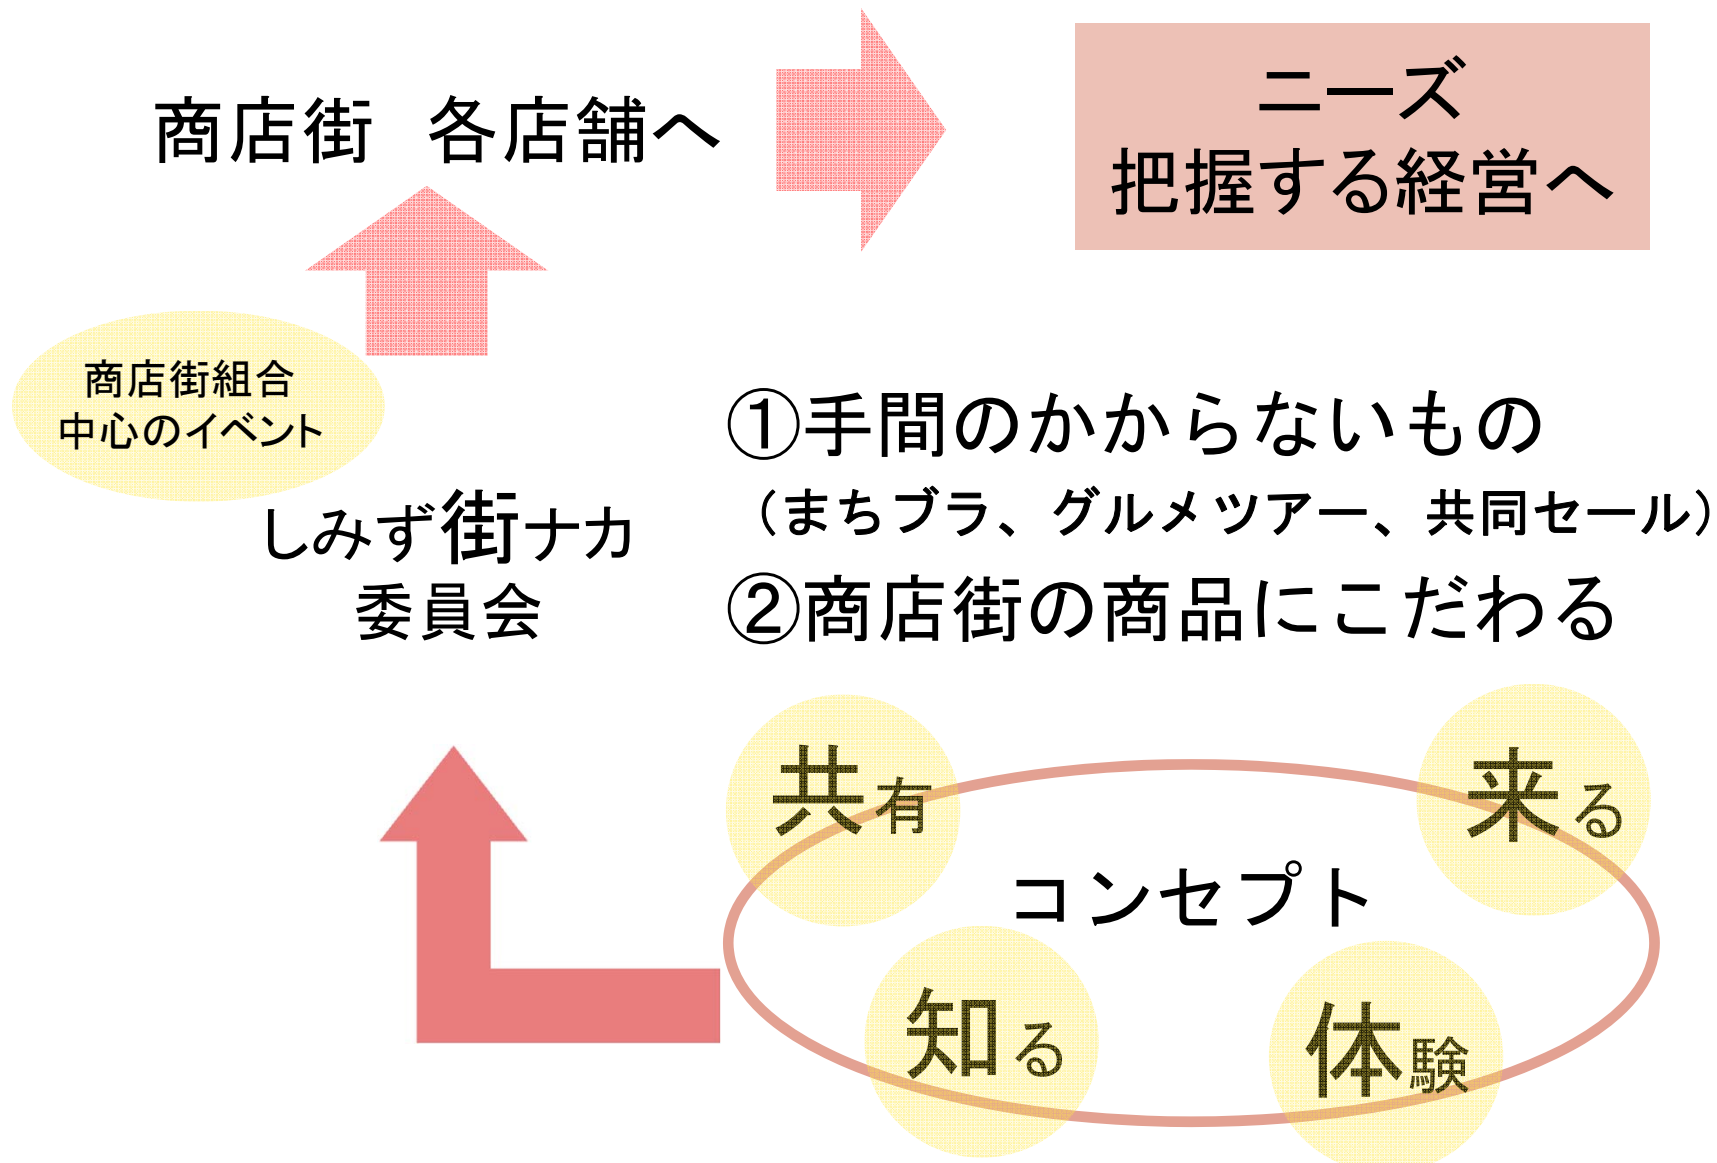 商店街　各店舗へ
ニーズ
把握する経営へ
商店街組合
中心のイベント
しみず街ナカ
委員会
①手間のかからないもの
（まちブラ、グルメツアー、共同セール）
②商店街の商品にこだわる
共有
来る
コンセプト
知る
体験